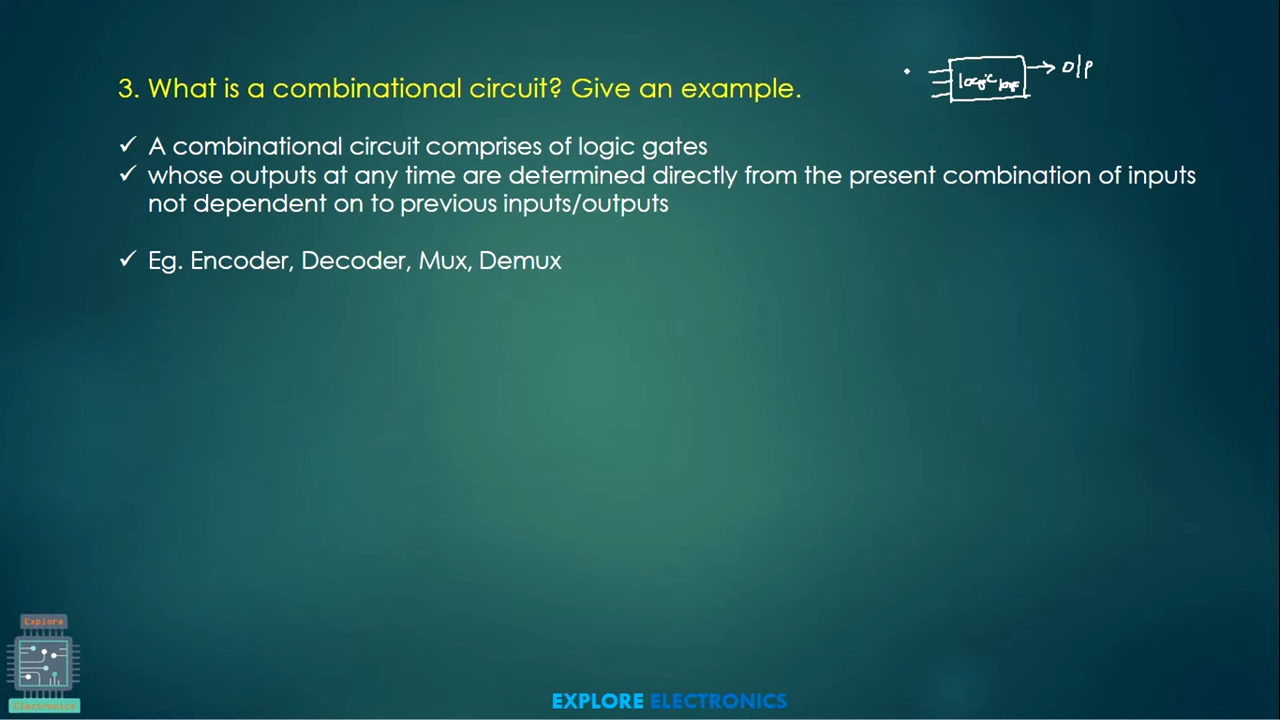 3. What is a combinational circuit? Give an example.
logic
O/P
✓ A combinational circuit comprises of logic gates
✓ whose outputs at any time are determined directly from the present combination of inputs
not dependent on to previous inputs/outputs
✓ Eg. Encoder, Decoder, Mux, Demux
Explore
Electronics
EXPLORE ELECTRONICS